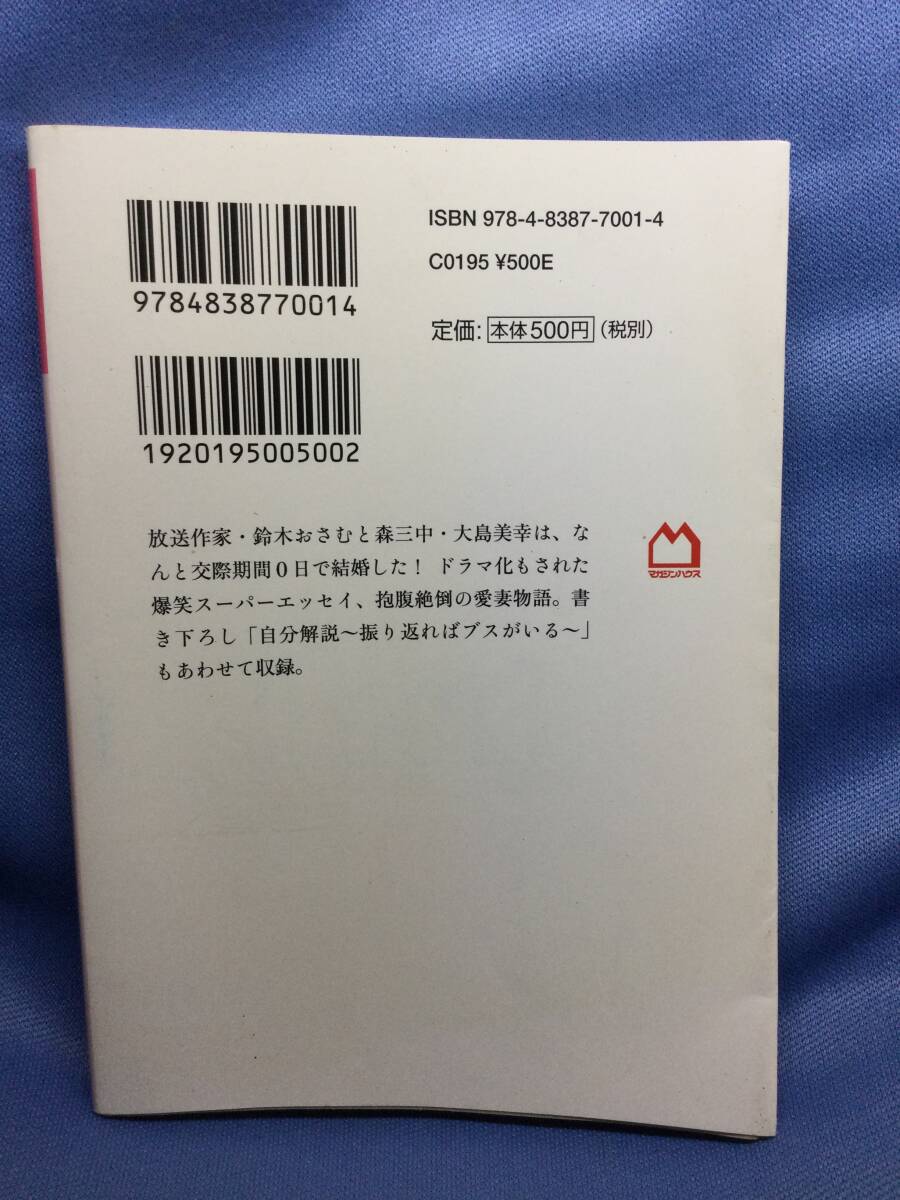 9784838770014
ISBN 978-4-8387-7001-4
C0195 ¥500E
定価: 本体500円 (税別)
1920195005002
放送作家・鈴木おさむと森三中・大島美幸は、な
んと交際期間０日で結婚した！ ドラマ化もされた
爆笑スーパーエッセイ、抱腹絶倒の愛妻物語。書
き下ろし「自分解説〜振り返ればブスがいる〜」
もあわせて収録。
マガジンハウス